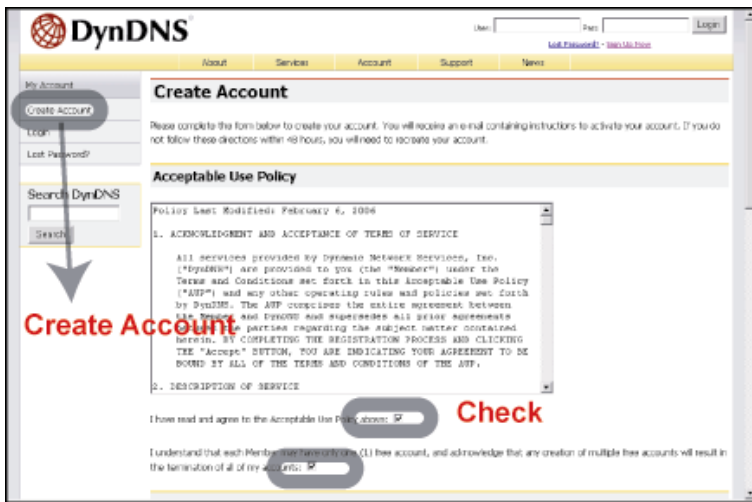 DynDNS
User: Pass: Login
Lost Password? - Sign Up Now
About Services Account Support News
My Account
Create Account
Login
Lost Password?
Search DynDNS
Search
Create Account
Create Account
Please complete the form below to create your account. You will receive an e-mail containing instructions to activate your account. If you do
not follow these directions within 48 hours, you will need to recreate your account.
Acceptable Use Policy
Policy Last Modified: February 6, 2006
1. ACKNOWLEDGMENT AND ACCEPTANCE OF TERMS OF SERVICE
All services provided by Dynamic Network Services, Inc.
("DynDNS") are provided to you (the "Member") under the
Terms and Conditions set forth in this Acceptable Use Policy
("AUP") and any other operating rules and policies set forth
by DynDNS. The AUP comprises the entire agreement between
the Member and DynDNS and supersedes all prior agreements
between the parties regarding the subject matter contained
herein. BY COMPLETING THE REGISTRATION PROCESS AND CLICKING
THE "Accept" BUTTON, YOU ARE INDICATING YOUR AGREEMENT TO BE
BOUND BY ALL OF THE TERMS AND CONDITIONS OF THE AUP.
2. DESCRIPTION OF SERVICE
I have read and agree to the Acceptable Use Policy above:
Check
I understand that each Member may have only one (1) free account, and acknowledge that any creation of multiple free accounts will result in
the termination of all of my accounts: